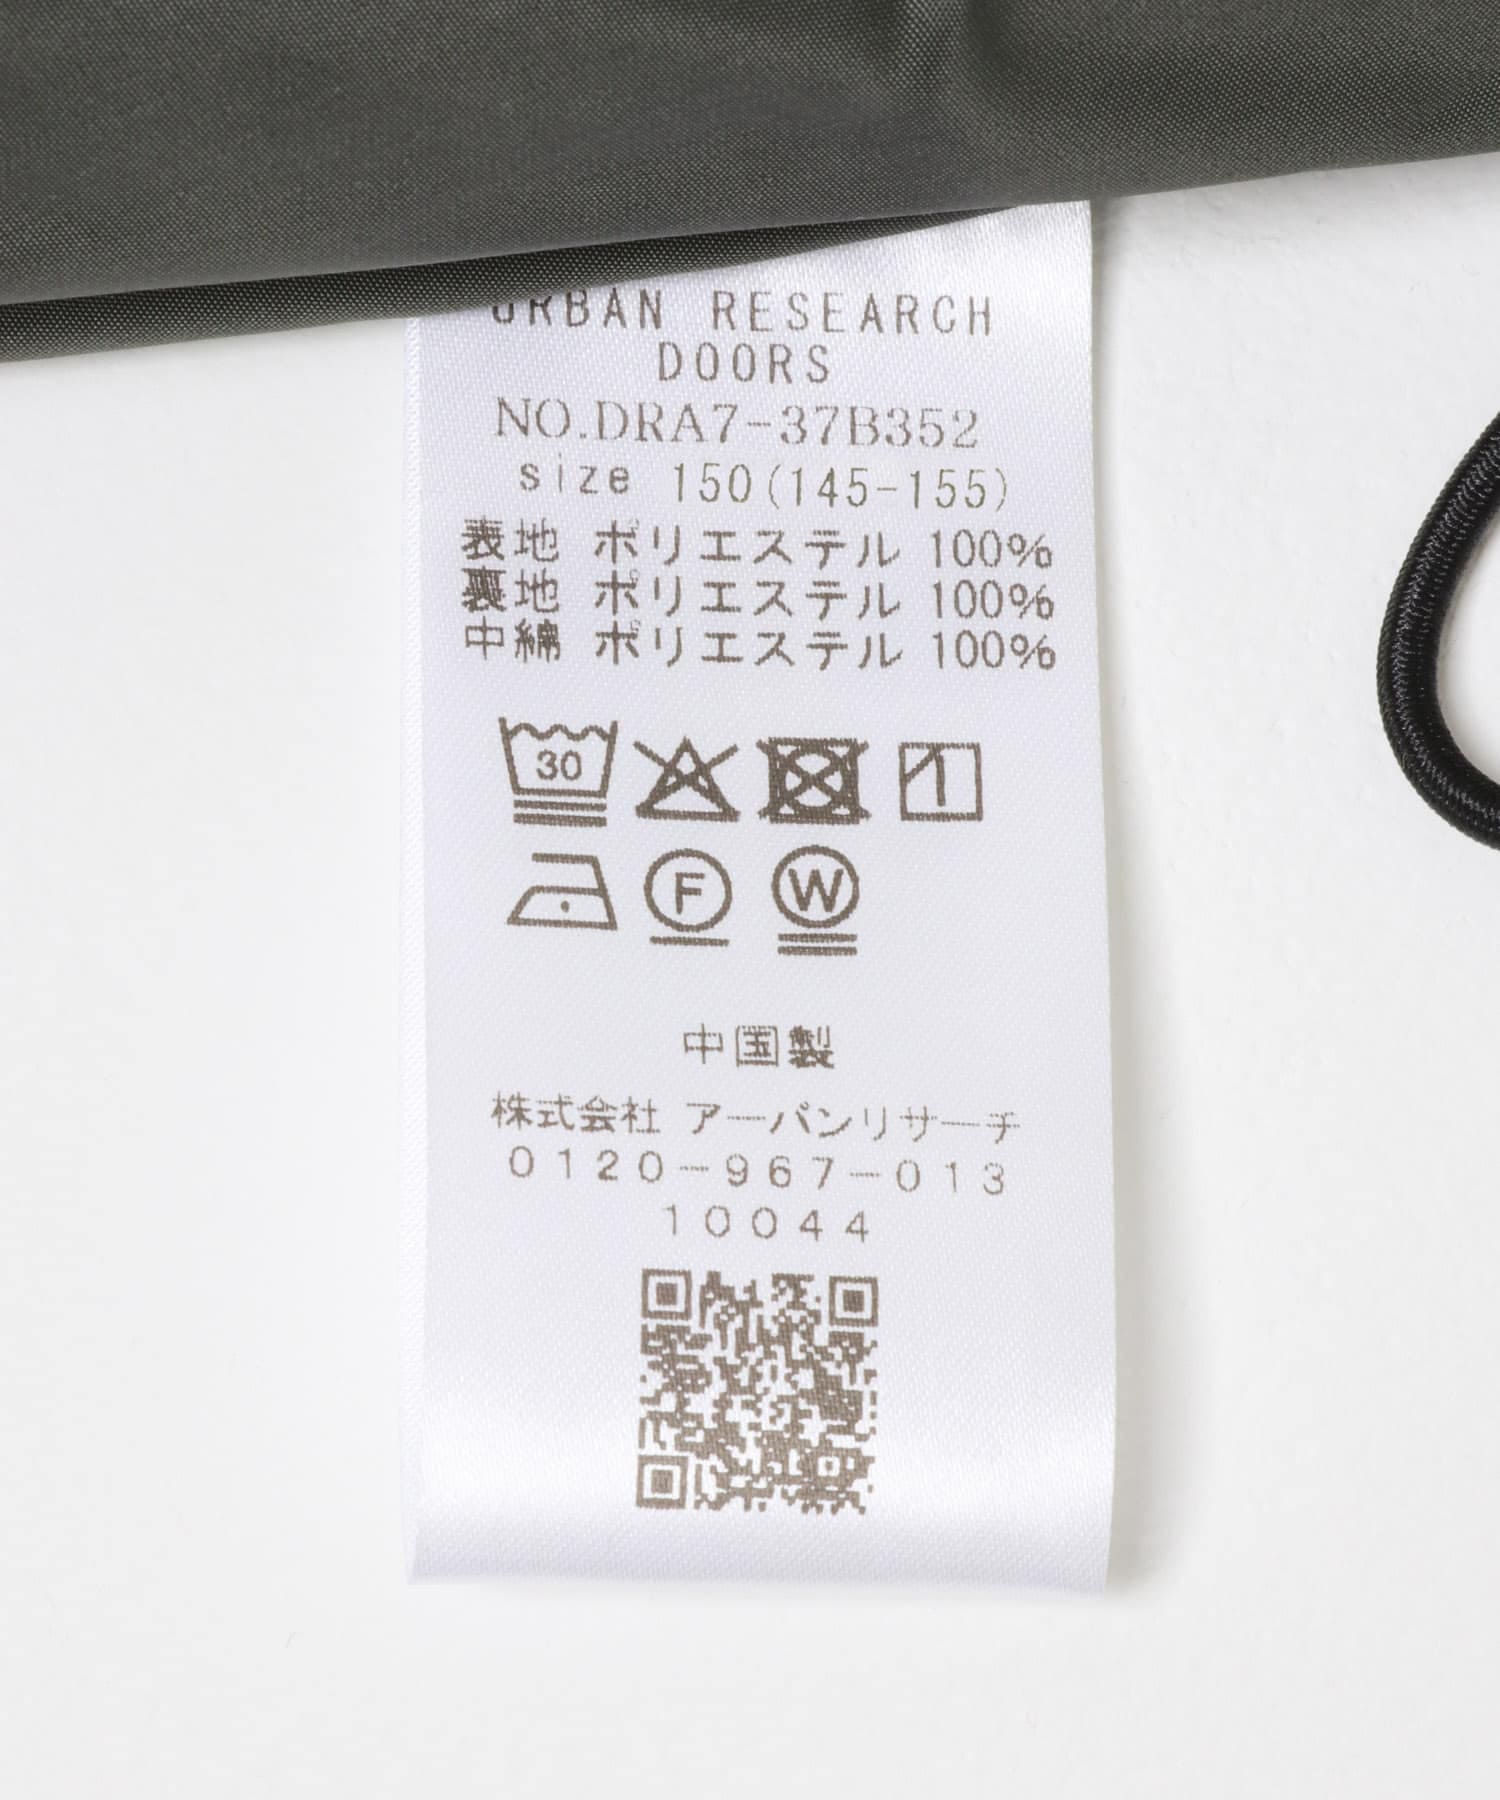 URBAN RESEARCH
DOORS
NO.DRA7-37B352
size 150(145-155)
表地 ポリエステル 100%
裏地 ポリエステル 100%
中綿 ポリエステル 100%
30
F W
中国製
株式会社 アーバンリサーチ
0120-967-013
10044